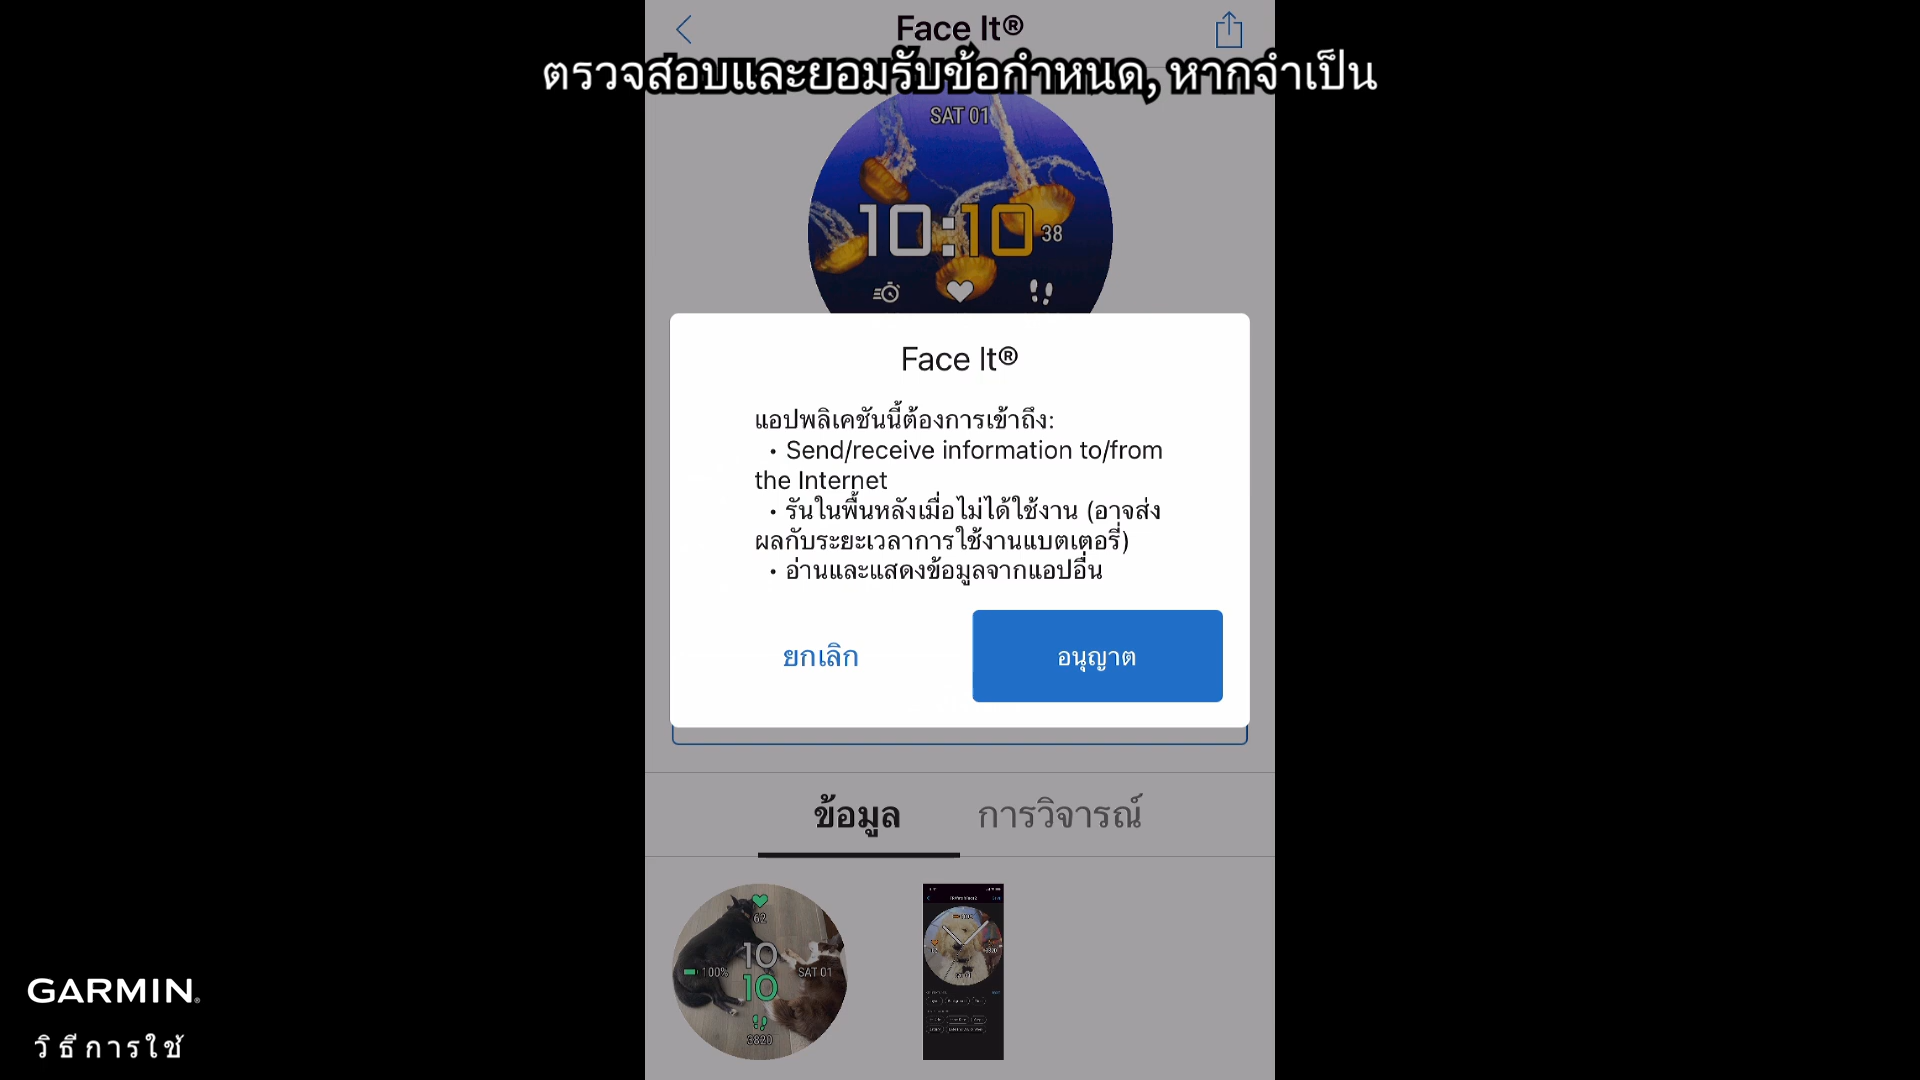 Face It®
ตรวจสอบและยอมรับข้อกำหนด, หากจำเป็น
SAT 01
10:10 38
Face It®
แอปพลิเคชันนี้ต้องการเข้าถึง:
• Send/receive information to/from
the Internet
• รันในพื้นหลังเมื่อไม่ได้ใช้งาน (อาจส่ง
ผลกับระยะเวลาการใช้งานแบตเตอรี่)
• อ่านและแสดงข้อมูลจากแอปอื่น
ยกเลิก
อนุญาต
ข้อมูล
การวิจารณ์
62
10
100%
SAT 01
10
3820
GARMIN®
วิธีการใช้